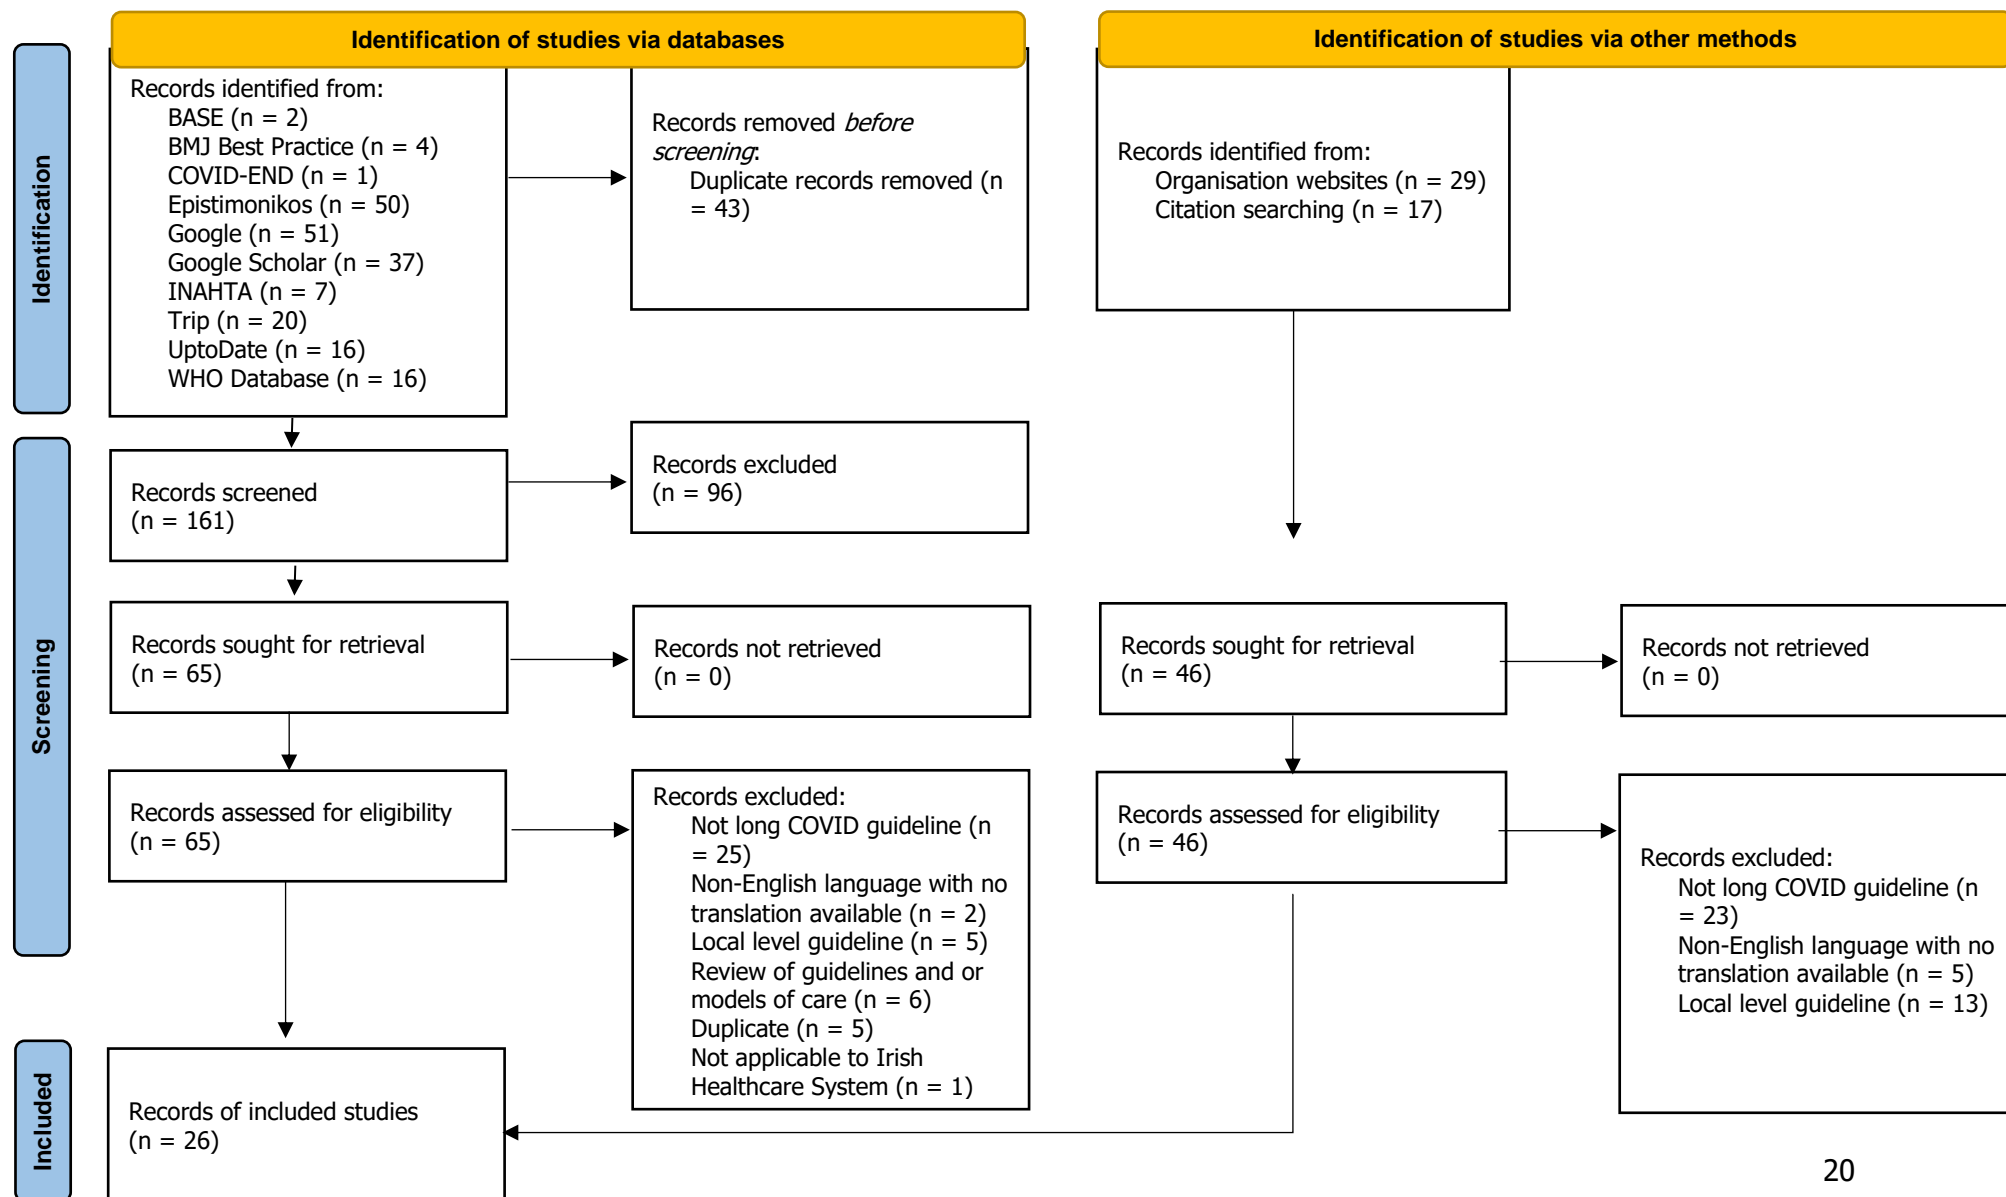 Identification of studies via databases
Identification of studies via other methods
Identification
Records identified from:
BASE (n = 2)
BMJ Best Practice (n = 4)
COVID-END (n = 1)
Epistimonikos (n = 50)
Google (n = 51)
Google Scholar (n = 37)
INAHTA (n = 7)
Trip (n = 20)
UptoDate (n = 16)
WHO Database (n = 16)
Records removed before
screening:
Duplicate records removed (n
= 43)
Records identified from:
Organisation websites (n = 29)
Citation searching (n = 17)
Screening
Records screened
(n = 161)
Records excluded
(n = 96)
Records sought for retrieval
(n = 65)
Records not retrieved
(n = 0)
Records sought for retrieval
(n = 46)
Records not retrieved
(n = 0)
Records assessed for eligibility
(n = 65)
Records excluded:
Not long COVID guideline (n
= 25)
Non-English language with no
translation available (n = 2)
Local level guideline (n = 5)
Review of guidelines and or
models of care (n = 6)
Duplicate (n = 5)
Not applicable to Irish
Healthcare System (n = 1)
Records assessed for eligibility
(n = 46)
Records excluded:
Not long COVID guideline (n
= 23)
Non-English language with no
translation available (n = 5)
Local level guideline (n = 13)
Included
Records of included studies
(n = 26)
20